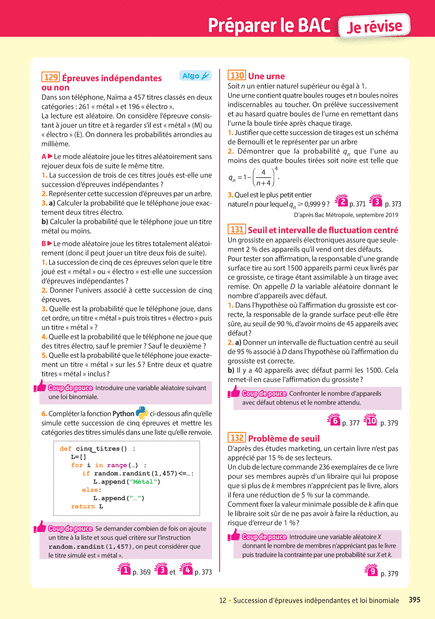 Préparer le BAC
Je révise
129 Épreuves indépendantes
ou non
Algo
Dans son téléphone, Naïma a 457 titres classés en deux
catégories : 261 « métal » et 196 « électro ».
La lecture est aléatoire. On considère l'épreuve consis-
tant à jouer un titre et à regarder s'il est « métal » (M) ou
« électro » (E). On donnera les probabilités arrondies au
millième.
A ▶ Le mode aléatoire joue les titres aléatoirement sans
rejouer deux fois de suite le même titre.
1. La succession de trois de ces titres joués est-elle une
succession d'épreuves indépendantes ?
2. Représenter cette succession d'épreuves par un arbre.
3. a) Calculer la probabilité que le téléphone joue exac-
tement deux titres électro.
b) Calculer la probabilité que le téléphone joue un titre
métal ou moins.
B ▶ Le mode aléatoire joue les titres totalement aléatoi-
rement (donc il peut jouer un titre deux fois de suite).
1. La succession de cinq de ces épreuves selon que le titre
joué est « métal » ou « électro » est-elle une succession
d'épreuves indépendantes ?
2. Donner l'univers associé à cette succession de cinq
épreuves.
3. Quelle est la probabilité que le téléphone joue, dans
cet ordre, un titre « métal » puis trois titres « électro » puis
un titre « métal » ?
4. Quelle est la probabilité que le téléphone ne joue que
des titres électro, sauf le premier ? Sauf le deuxième ?
5. Quelle est la probabilité que le téléphone joue exacte-
ment un titre « métal » sur les 5 ? Entre deux et quatre
titres « métal » inclus ?
Coup de pouce Introduire une variable aléatoire suivant
une loi binomiale.
6. Compléter la fonction Python ci-dessous afin qu'elle
simule cette succession de cinq épreuves et mettre les
catégories des titres simulés dans une liste qu'elle renvoie.
def cinq_titres() :
L=[]
for i in range(…) :
if random.randint(1,457)<=…:
L.append("Métal")
else:
L.append("…")
return L
Coup de pouce Se demander combien de fois on ajoute
un titre à la liste et sous quel critère sur l'instruction
random.randint(1,457), on peut considérer que
le titre simulé est « métal ».
1 p. 369 3 et 4 p. 373
130 Une urne
Soit n un entier naturel supérieur ou égal à 1.
Une urne contient quatre boules rouges et n boules noires
indiscernables au toucher. On prélève successivement
et au hasard quatre boules de l'urne en remettant dans
l'urne la boule tirée après chaque tirage.
1. Justifier que cette succession de tirages est un schéma
de Bernoulli et le représenter par un arbre
2. Démontrer que la probabilité qn que l'une au
moins des quatre boules tirées soit noire est telle que
qn = 1 − (4/(n+4))^4.
3. Quel est le plus petit entier
naturel n pour lequel qn ⩾ 0,999 9 ? 2 p. 371 3 p. 373
D'après Bac Métropole, septembre 2019
131 Seuil et intervalle de fluctuation centré
Un grossiste en appareils électroniques assure que seule-
ment 2 % des appareils qu'il vend ont des défauts.
Pour tester son affirmation, la responsable d'une grande
surface tire au sort 1500 appareils parmi ceux livrés par
ce grossiste, ce tirage étant assimilable à un tirage avec
remise. On appelle D la variable aléatoire donnant le
nombre d'appareils avec défaut.
1. Dans l'hypothèse où l'affirmation du grossiste est cor-
recte, la responsable de la grande surface peut-elle être
sûre, au seuil de 90 %, d'avoir moins de 45 appareils avec
défaut ?
2. a) Donner un intervalle de fluctuation centré au seuil
de 95 % associé à D dans l'hypothèse où l'affirmation du
grossiste est correcte.
b) Il y a 40 appareils avec défaut parmi les 1500. Cela
remet-il en cause l'affirmation du grossiste ?
Coup de pouce Confronter le nombre d'appareils
avec défaut obtenus et le nombre attendu.
6 p. 377 10 p. 379
132 Problème de seuil
D'après des études marketing, un certain livre n'est pas
apprécié par 15 % de ses lecteurs.
Un club de lecture commande 236 exemplaires de ce livre
pour ses membres auprès d'un libraire qui lui propose
que si plus de k membres n'apprécient pas le livre, alors
il fera une réduction de 5 % sur la commande.
Comment fixer la valeur minimale possible de k afin que
le libraire soit sûr de ne pas avoir à faire la réduction, au
risque d'erreur de 1 % ?
Coup de pouce Introduire une variable aléatoire X
donnant le nombre de membres n'appréciant pas le livre
puis traduire la contrainte par une probabilité sur X et k.
9 p. 379
12 • Succession d'épreuves indépendantes et loi binomiale 395